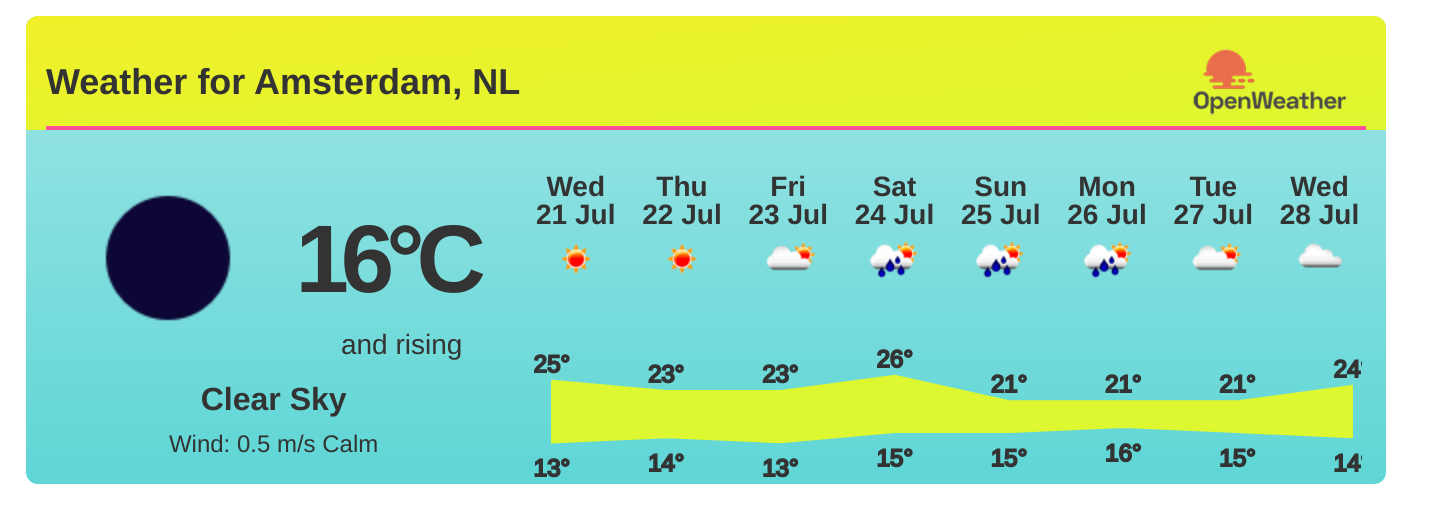 Weather for Amsterdam, NL
OpenWeather
Wed Thu Fri Sat Sun Mon Tue Wed
21 Jul 22 Jul 23 Jul 24 Jul 25 Jul 26 Jul 27 Jul 28 Jul
16°C
and rising
Clear Sky
Wind: 0.5 m/s Calm
25° 23° 23° 26° 21° 21° 21° 24°
13° 14° 13° 15° 15° 16° 15° 14°